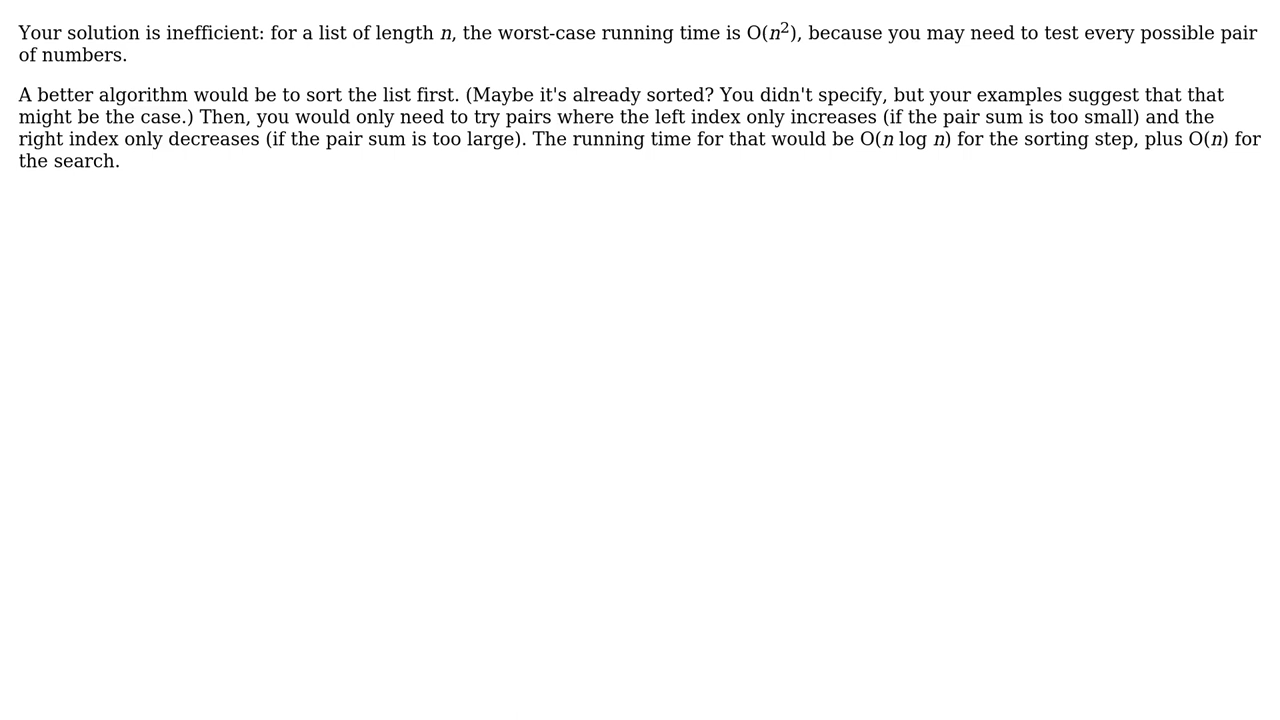 Your solution is inefficient: for a list of length n, the worst-case running time is O(n²), because you may need to test every possible pair
of numbers.
A better algorithm would be to sort the list first. (Maybe it's already sorted? You didn't specify, but your examples suggest that that
might be the case.) Then, you would only need to try pairs where the left index only increases (if the pair sum is too small) and the
right index only decreases (if the pair sum is too large). The running time for that would be O(n log n) for the sorting step, plus O(n) for
the search.